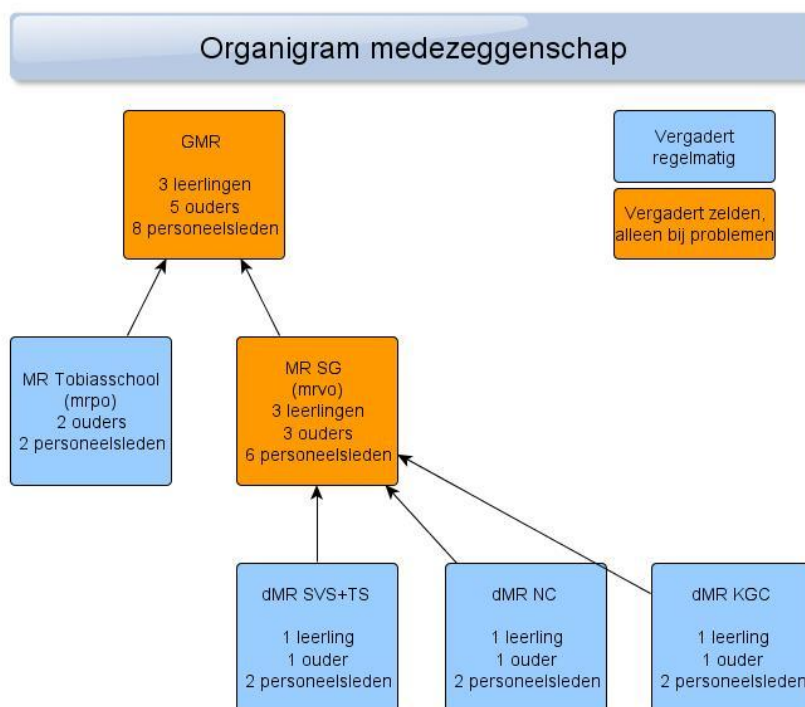 Organigram medezeggenschap
GMR
3 leerlingen
5 ouders
8 personeelsleden
Vergadert
regelmatig
Vergadert zelden,
alleen bij problemen
MR Tobiasschool
(mrpo)
2 ouders
2 personeelsleden
MR SG
(mrvo)
3 leerlingen
3 ouders
6 personeelsleden
dMR SVS+TS
1 leerling
1 ouder
2 personeelsleden
dMR NC
1 leerling
1 ouder
2 personeelsleden
dMR KGC
1 leerling
1 ouder
2 personeelsleden